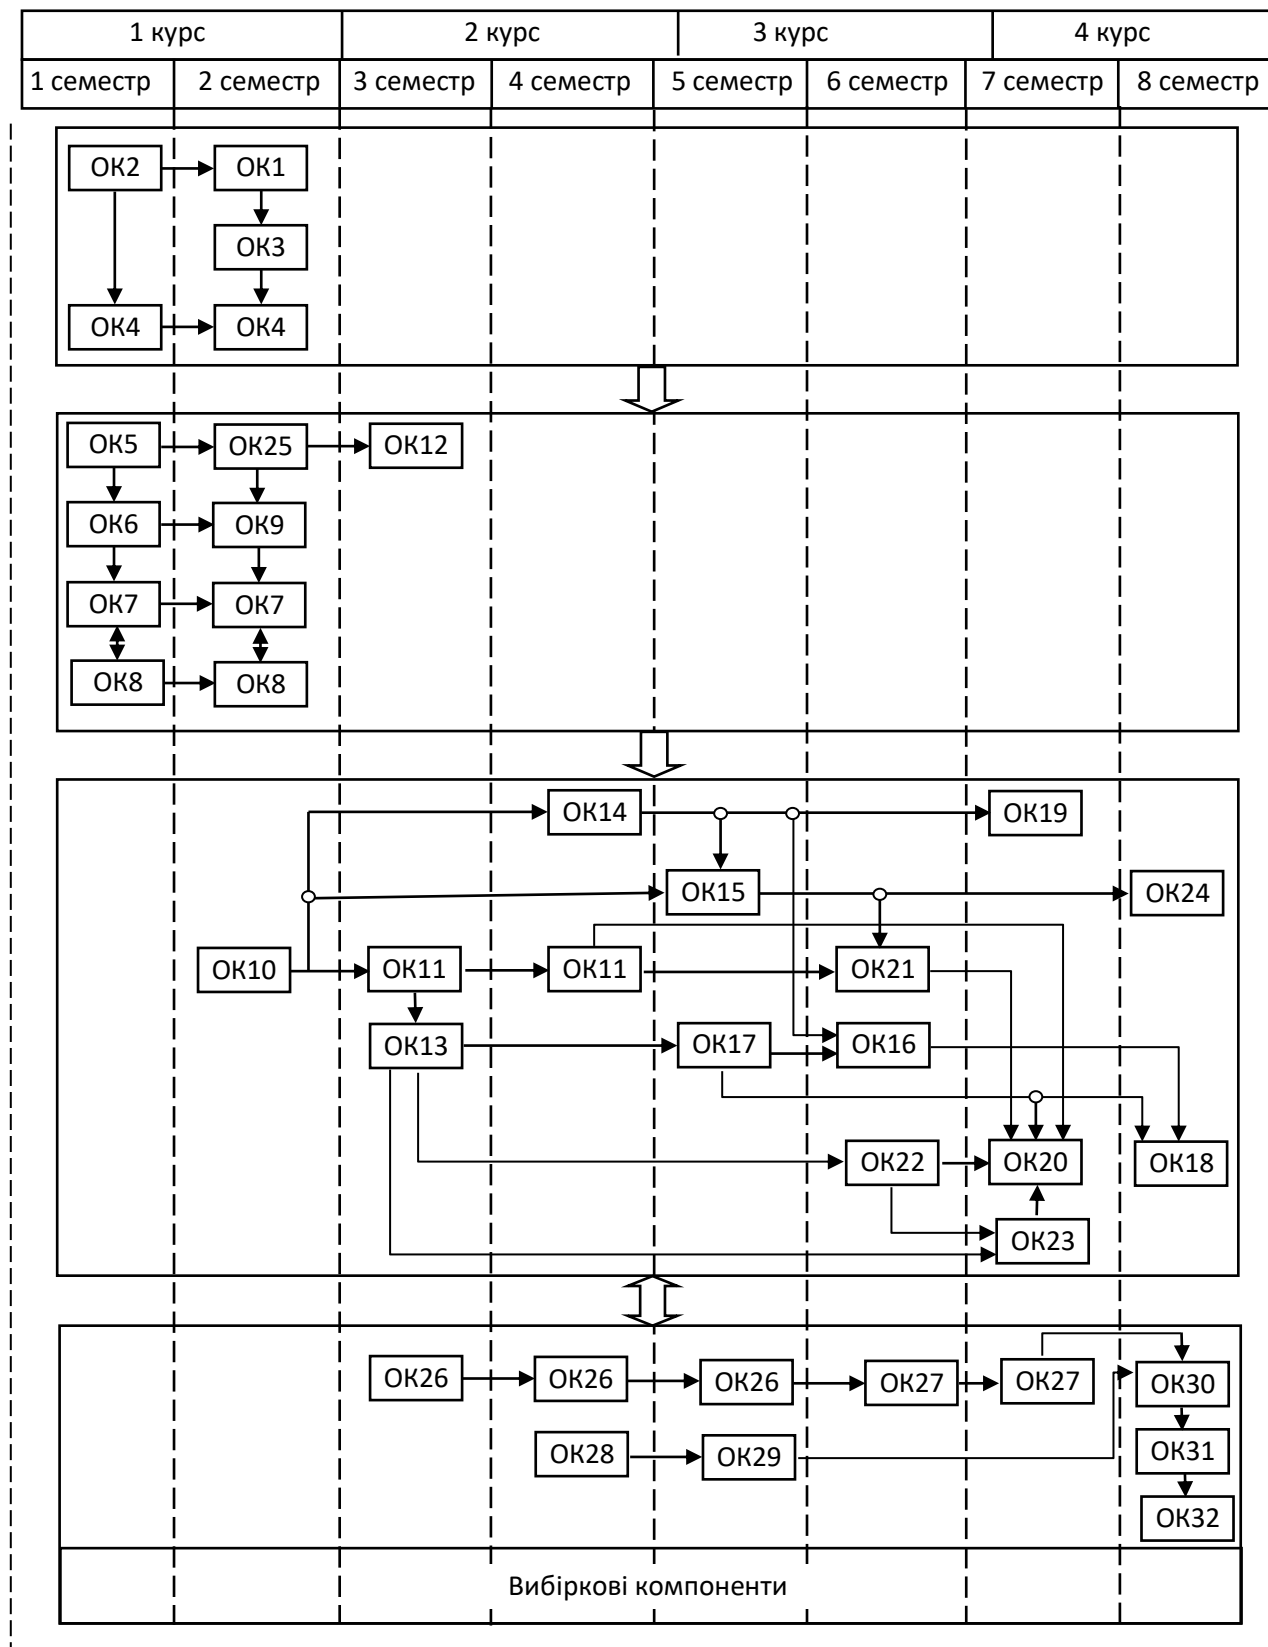 1 курс 2 курс 3 курс 4 курс
1 семестр 2 семестр 3 семестр 4 семестр 5 семестр 6 семестр 7 семестр 8 семестр
ОК2 ОК1
ОК3
ОК4 ОК4
ОК5 ОК25 ОК12
ОК6 ОК9
ОК7 ОК7
ОК8 ОК8
ОК14 ОК19
ОК15 ОК24
ОК10 ОК11 ОК11 ОК21
ОК13 ОК17 ОК16
ОК22 ОК20 ОК18
ОК23
ОК26 ОК26 ОК26 ОК27 ОК27 ОК30
ОК28 ОК29 ОК31
ОК32
Вибіркові компоненти